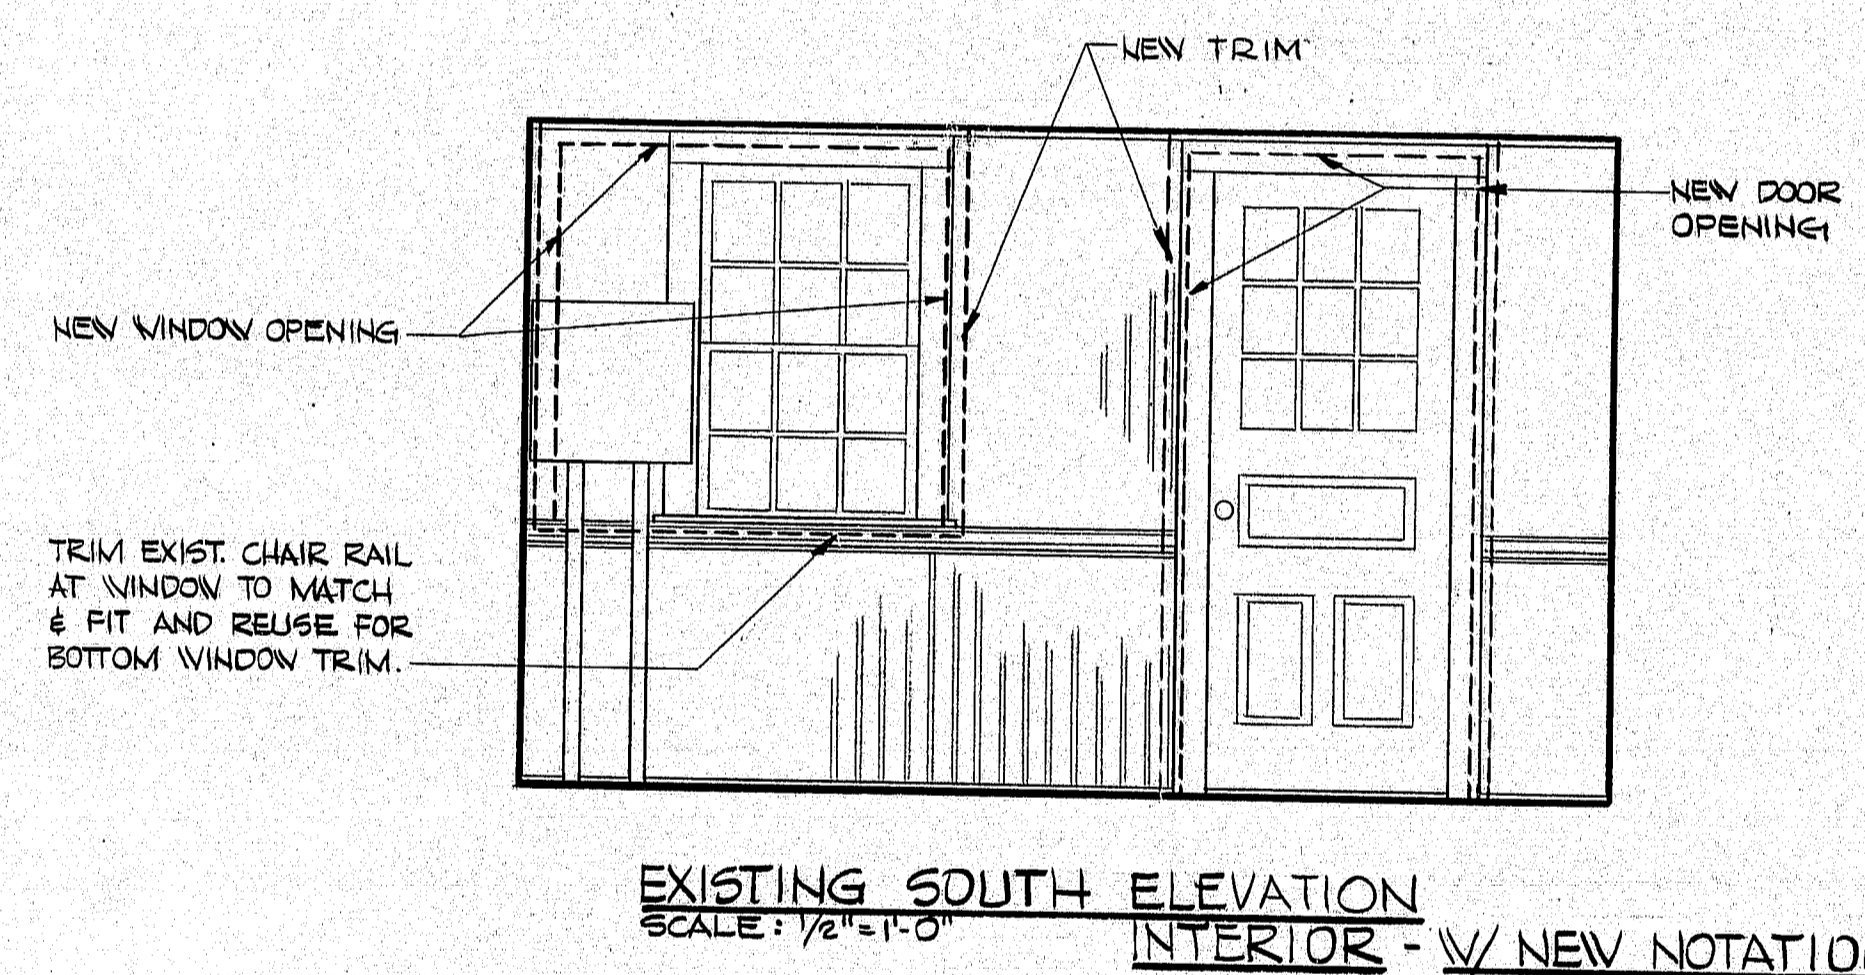 NEW TRIM
NEW DOOR
OPENING
NEW WINDOW OPENING
TRIM EXIST. CHAIR RAIL
AT WINDOW TO MATCH
& FIT AND REUSE FOR
BOTTOM WINDOW TRIM.
EXISTING SOUTH ELEVATION
SCALE: 1/2" = 1'-0"
INTERIOR - W/ NEW NOTATIO